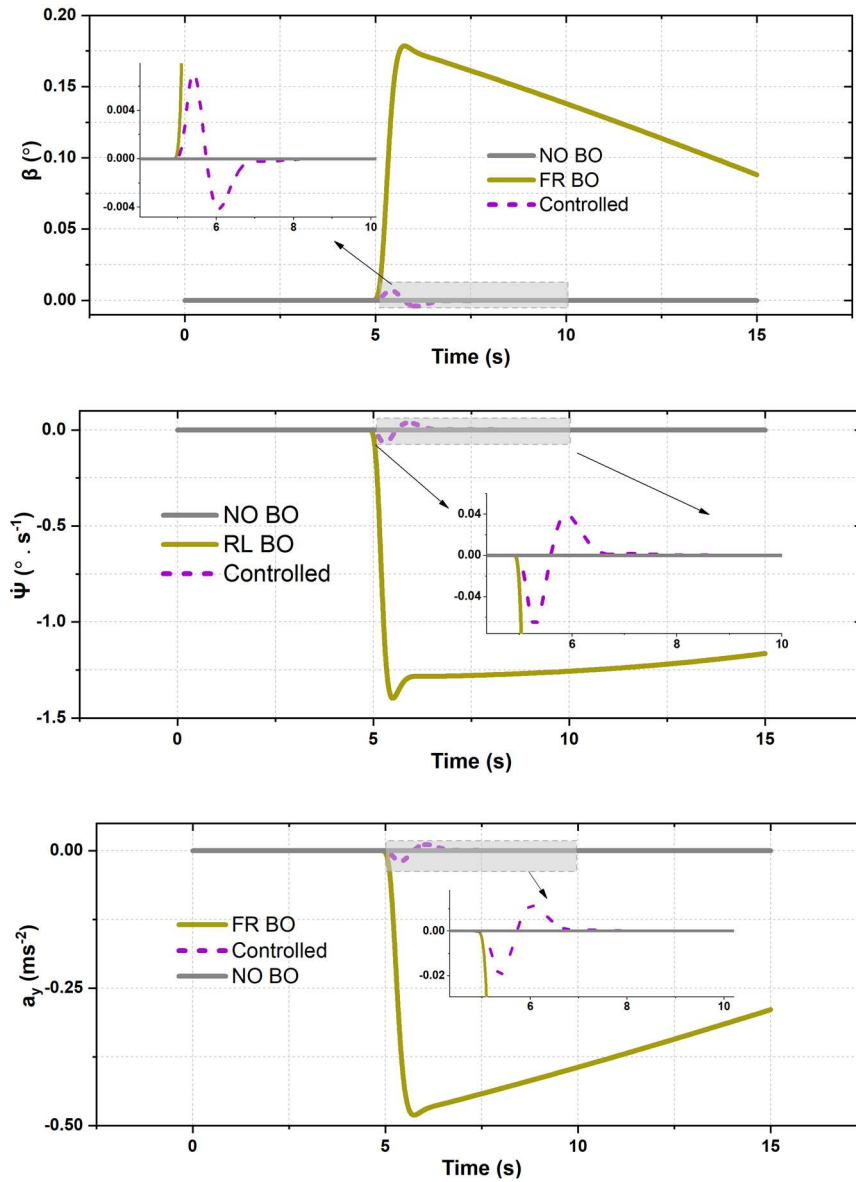 0.20
0.15
0.10
0.05
0.00
β (°)
0.004
0.000
-0.004
6
8
10
NO BO
FR BO
Controlled
0
5
10
15
Time (s)
0.0
-0.5
-1.0
-1.5
Ψ̇ (° . s⁻¹)
NO BO
RL BO
Controlled
0.04
0.00
-0.04
6
8
10
0
5
10
15
Time (s)
0.00
-0.25
-0.50
a_y (ms⁻²)
FR BO
Controlled
NO BO
0.00
-0.02
6
8
10
0
5
10
15
Time (s)